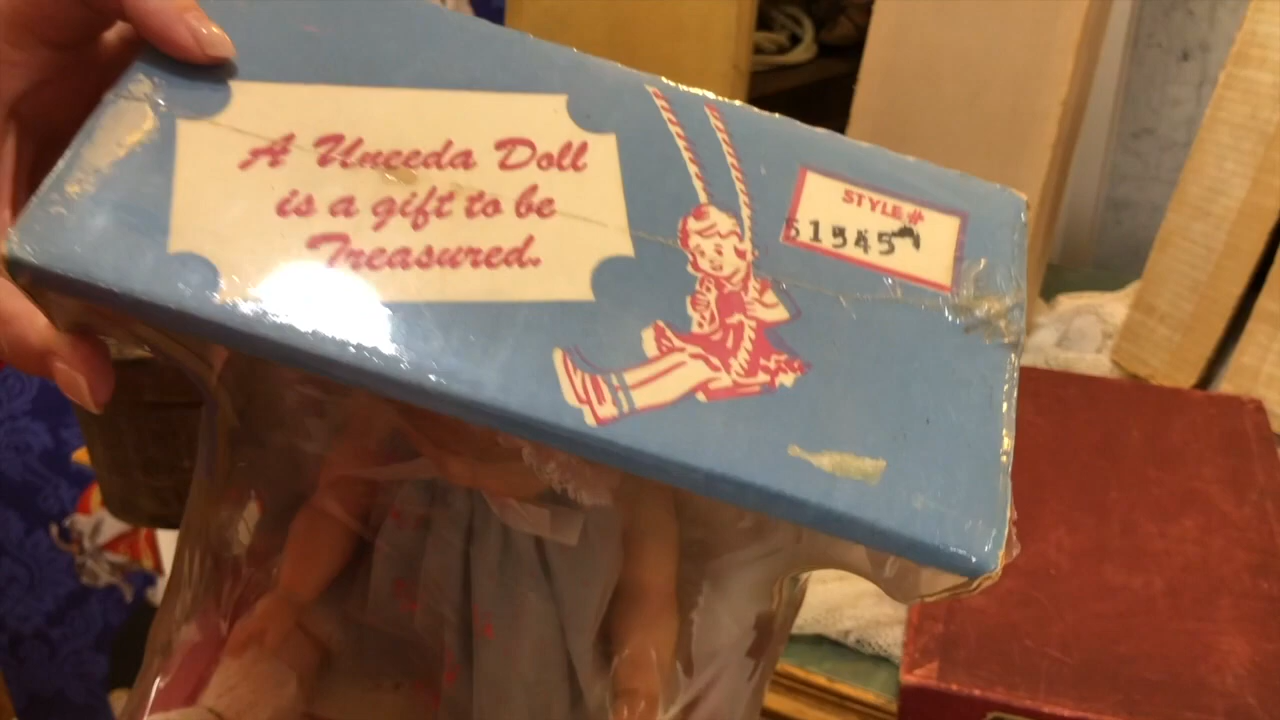 A Uneeda Doll
is a gift to be
Treasured.
STYLE #
51545